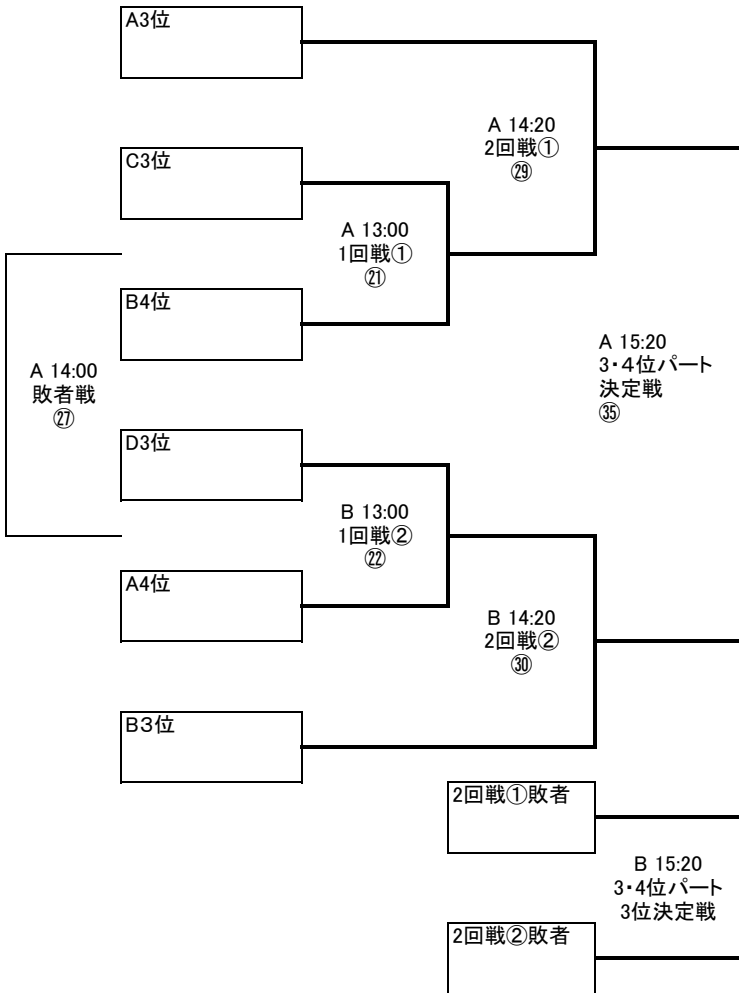 A3位
A 14:20
2回戦①
㉙
C3位
A 13:00
1回戦①
㉑
B4位
A 14:00
敗者戦
㉗
A 15:20
3・4位パート
決定戦
㉟
D3位
B 13:00
1回戦②
㉒
A4位
B 14:20
2回戦②
㉚
B3位
2回戦①敗者
B 15:20
3・4位パート
3位決定戦
2回戦②敗者